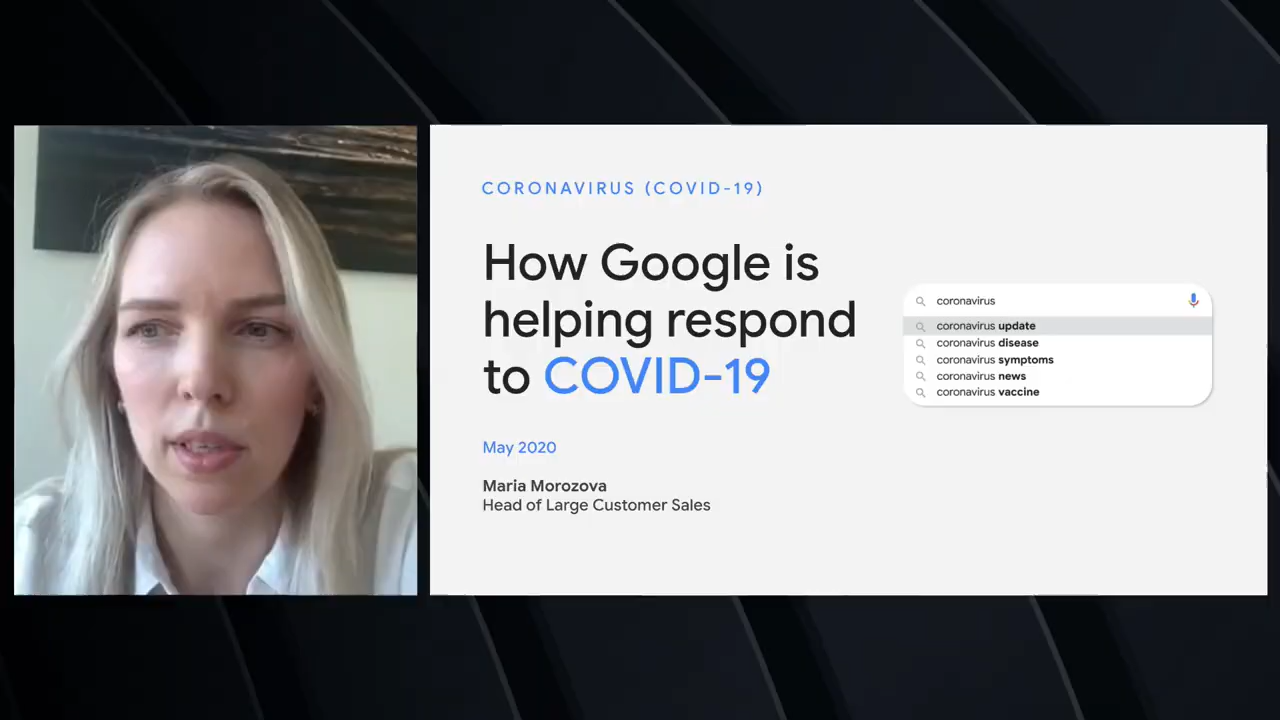 CORONAVIRUS (COVID-19)
How Google is
helping respond
to COVID-19
May 2020
Maria Morozova
Head of Large Customer Sales
coronavirus
coronavirus update
coronavirus disease
coronavirus symptoms
coronavirus news
coronavirus vaccine